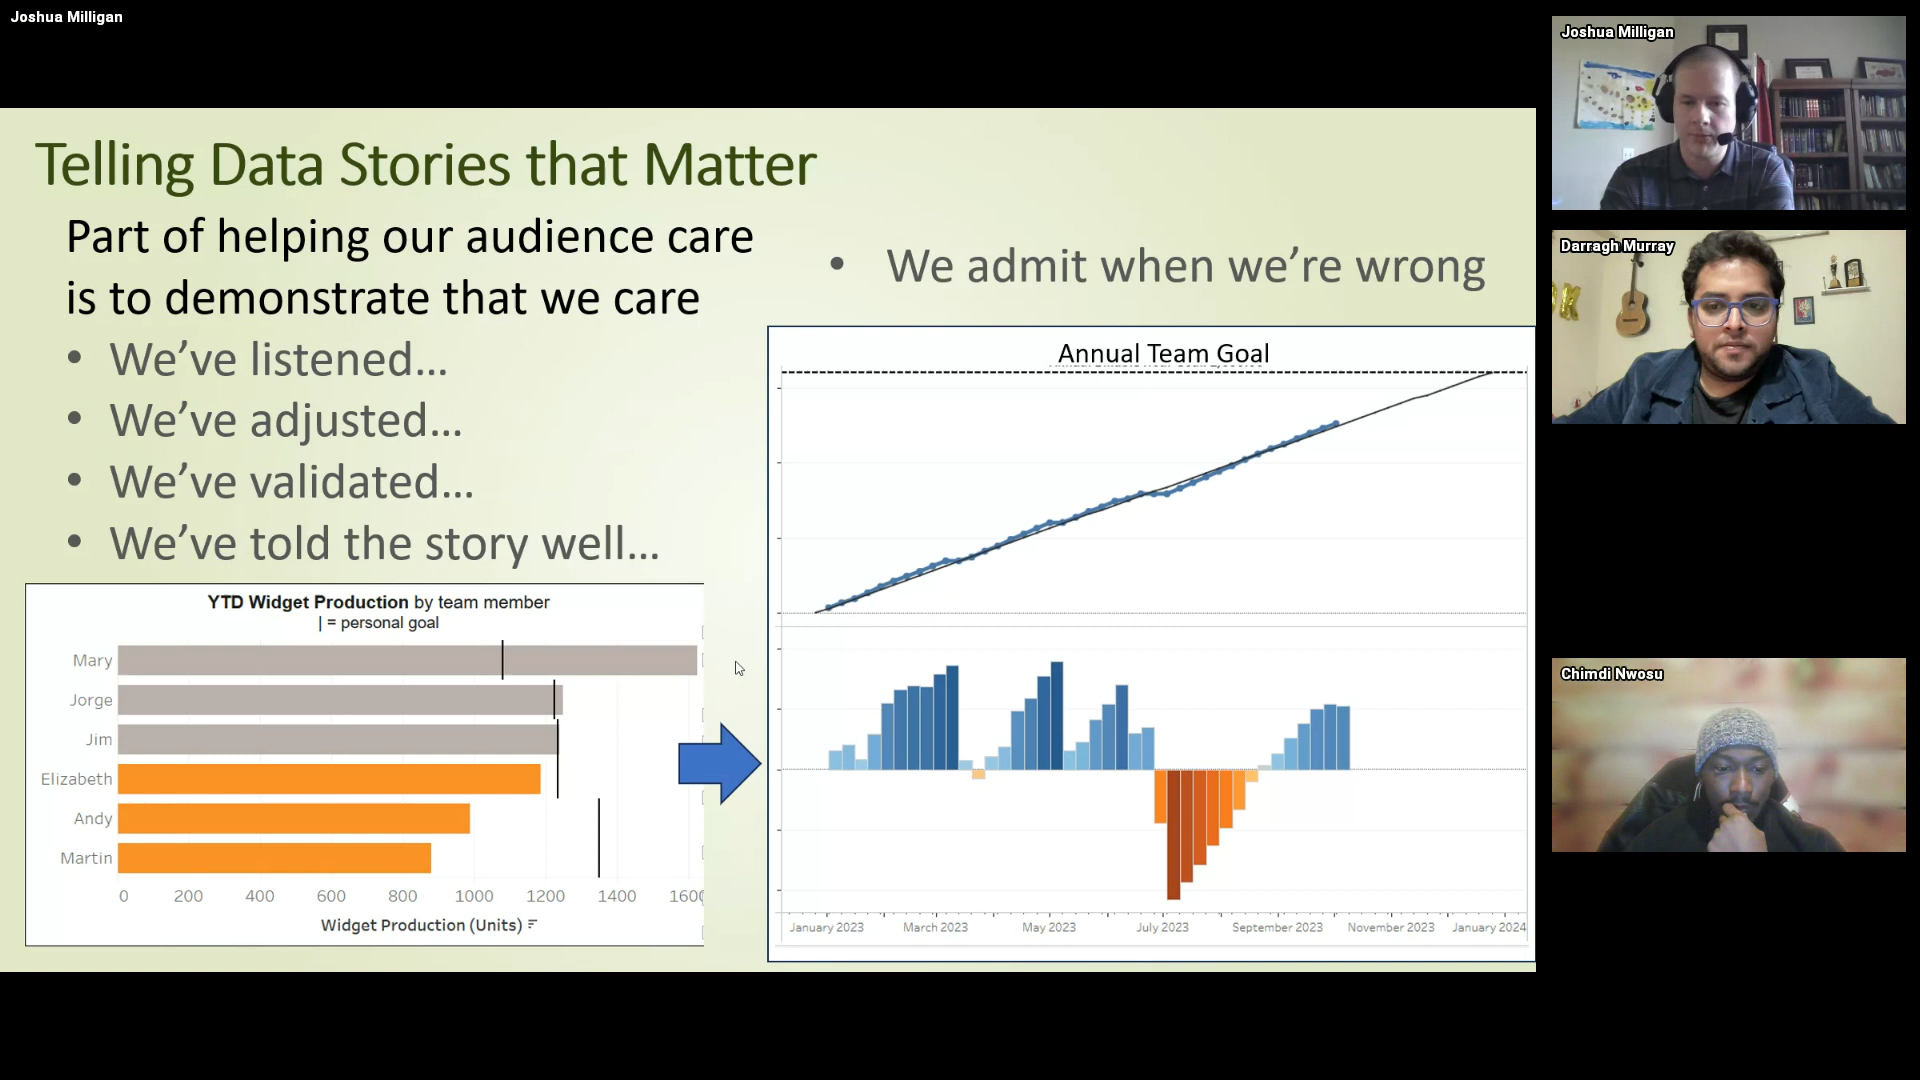 Joshua Milligan
Telling Data Stories that Matter
Part of helping our audience care
is to demonstrate that we care
• We’ve listened…
• We’ve adjusted…
• We’ve validated…
• We’ve told the story well…
YTD Widget Production by team member
| = personal goal
Mary
Jorge
Jim
Elizabeth
Andy
Martin
0 200 400 600 800 1000 1200 1400 1600
Widget Production (Units)
• We admit when we’re wrong
Annual Team Goal
January 2023 March 2023 May 2023 July 2023 September 2023 November 2023 January 2024
Joshua Milligan
Darragh Murray
Chimdi Nwosu